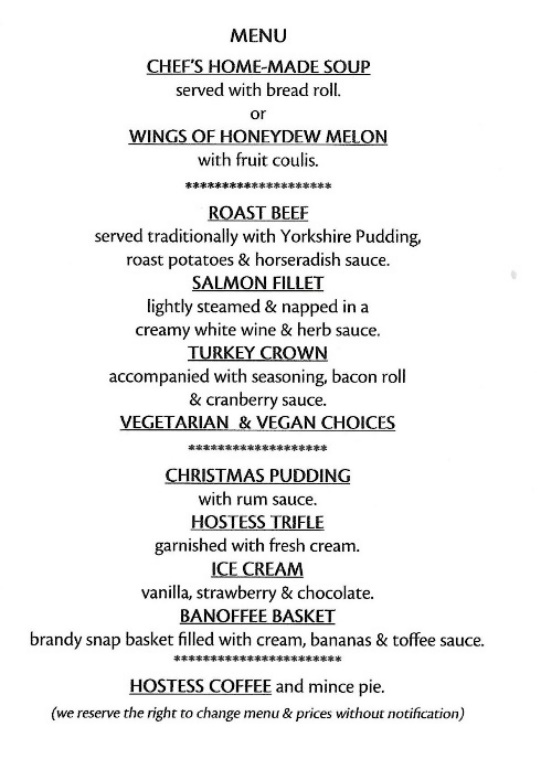 MENU
CHEF'S HOME-MADE SOUP
served with bread roll.
or
WINGS OF HONEYDEW MELON
with fruit coulis.
********************
ROAST BEEF
served traditionally with Yorkshire Pudding,
roast potatoes & horseradish sauce.
SALMON FILLET
lightly steamed & napped in a
creamy white wine & herb sauce.
TURKEY CROWN
accompanied with seasoning, bacon roll
& cranberry sauce.
VEGETARIAN & VEGAN CHOICES
*******************
CHRISTMAS PUDDING
with rum sauce.
HOSTESS TRIFLE
garnished with fresh cream.
ICE CREAM
vanilla, strawberry & chocolate.
BANOFFEE BASKET
brandy snap basket filled with cream, bananas & toffee sauce.
***********************
HOSTESS COFFEE and mince pie.
(we reserve the right to change menu & prices without notification)